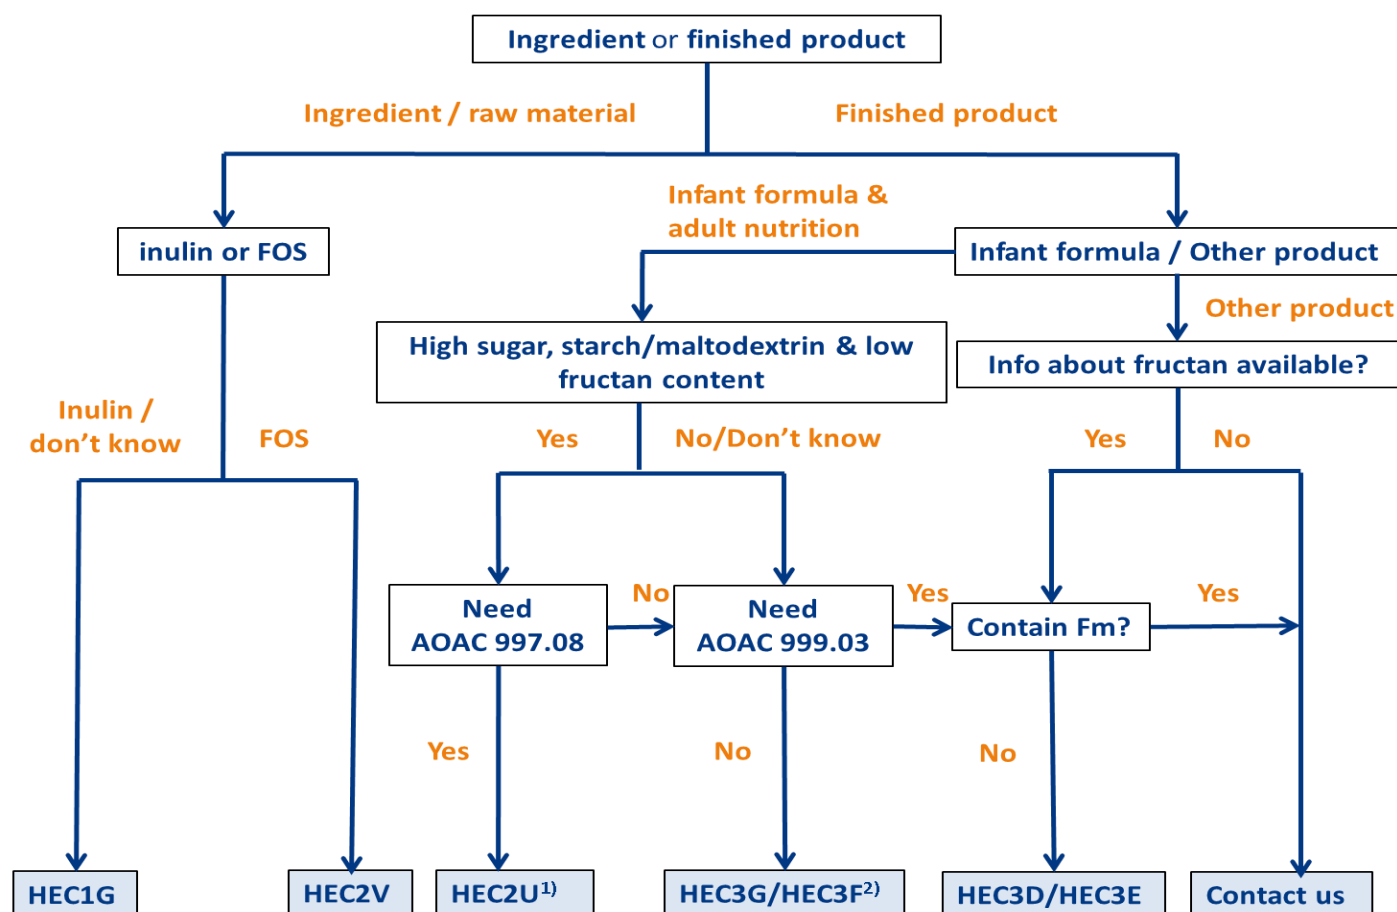 Ingredient or finished product
Ingredient / raw material
Finished product
Infant formula &
adult nutrition
inulin or FOS
Infant formula / Other product
Other product
High sugar, starch/maltodextrin & low
fructan content
Info about fructan available?
Inulin /
don't know
FOS
Yes
No/Don't know
Yes
No
Need
AOAC 997.08
No
Need
AOAC 999.03
Yes
Contain Fm?
Yes
Yes
No
No
HEC1G
HEC2V
HEC2U1)
HEC3G/HEC3F2)
HEC3D/HEC3E
Contact us